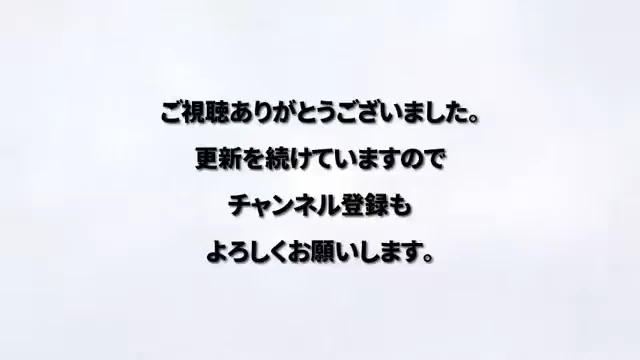 ご視聴ありがとうございました。
更新を続けていますので
チャンネル登録も
よろしくお願いします。